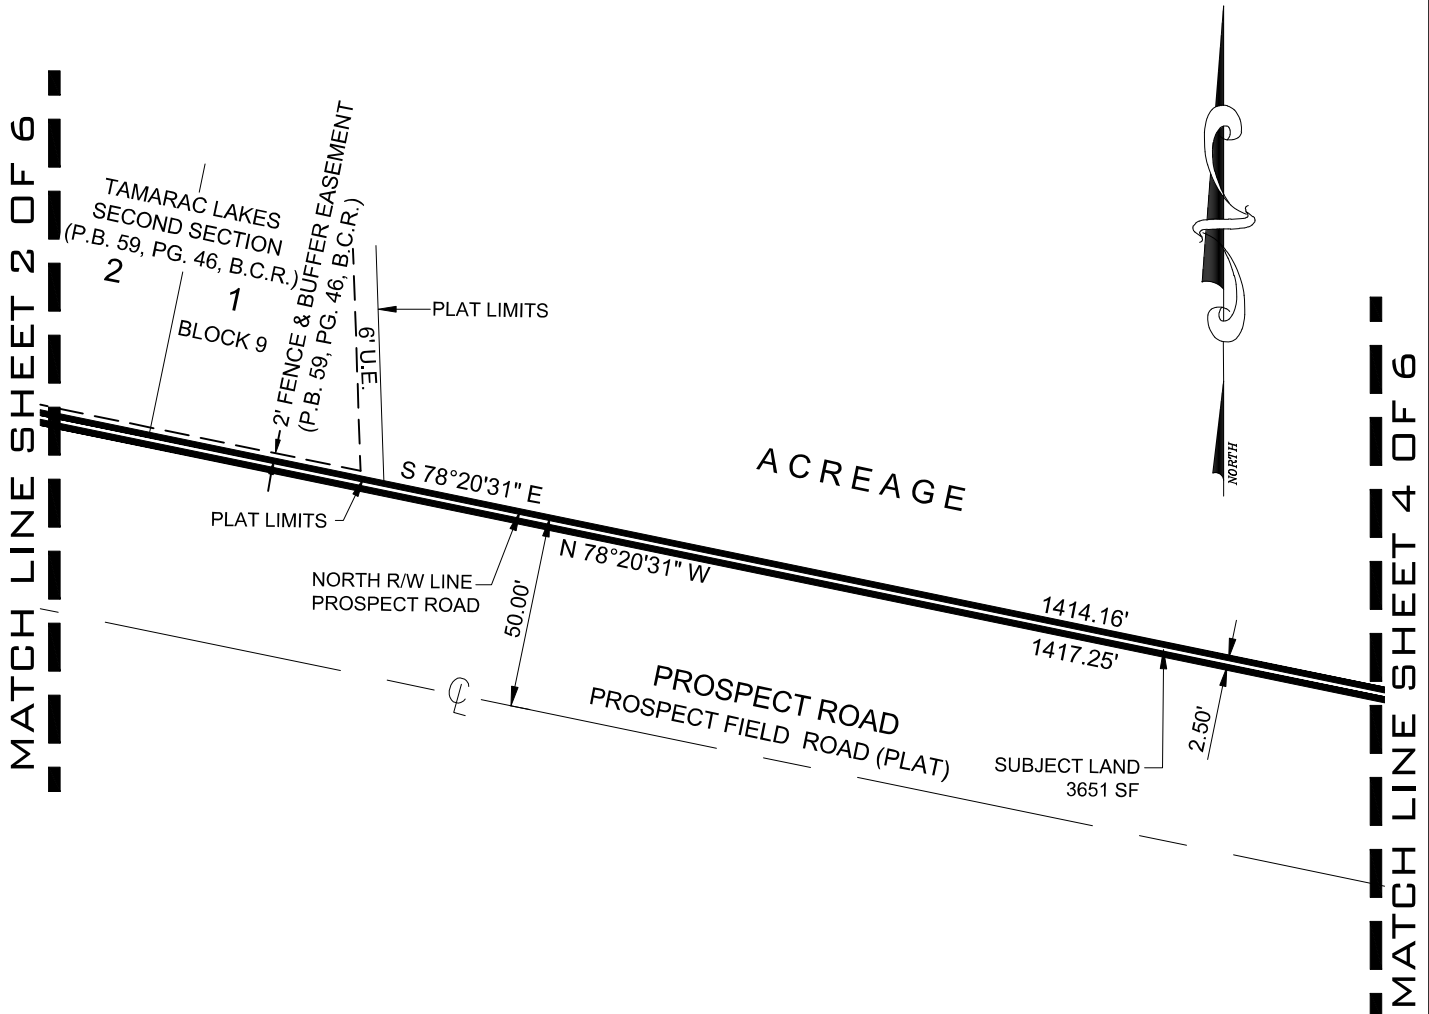 MATCH LINE SHEET 2 OF 6
TAMARAC LAKES
SECOND SECTION
(P.B. 59, PG. 46, B.C.R.)
2
1
BLOCK 9
2' FENCE & BUFFER EASEMENT
(P.B. 59, PG. 46, B.C.R.)
6' U.E.
PLAT LIMITS
NORTH
S 78°20'31" E
ACREAGE
PLAT LIMITS
N 78°20'31" W
NORTH R/W LINE
PROSPECT ROAD
50.00'
1414.16'
1417.25'
CL
PROSPECT ROAD
PROSPECT FIELD ROAD (PLAT)
2.50'
SUBJECT LAND
3651 SF
MATCH LINE SHEET 4 OF 6